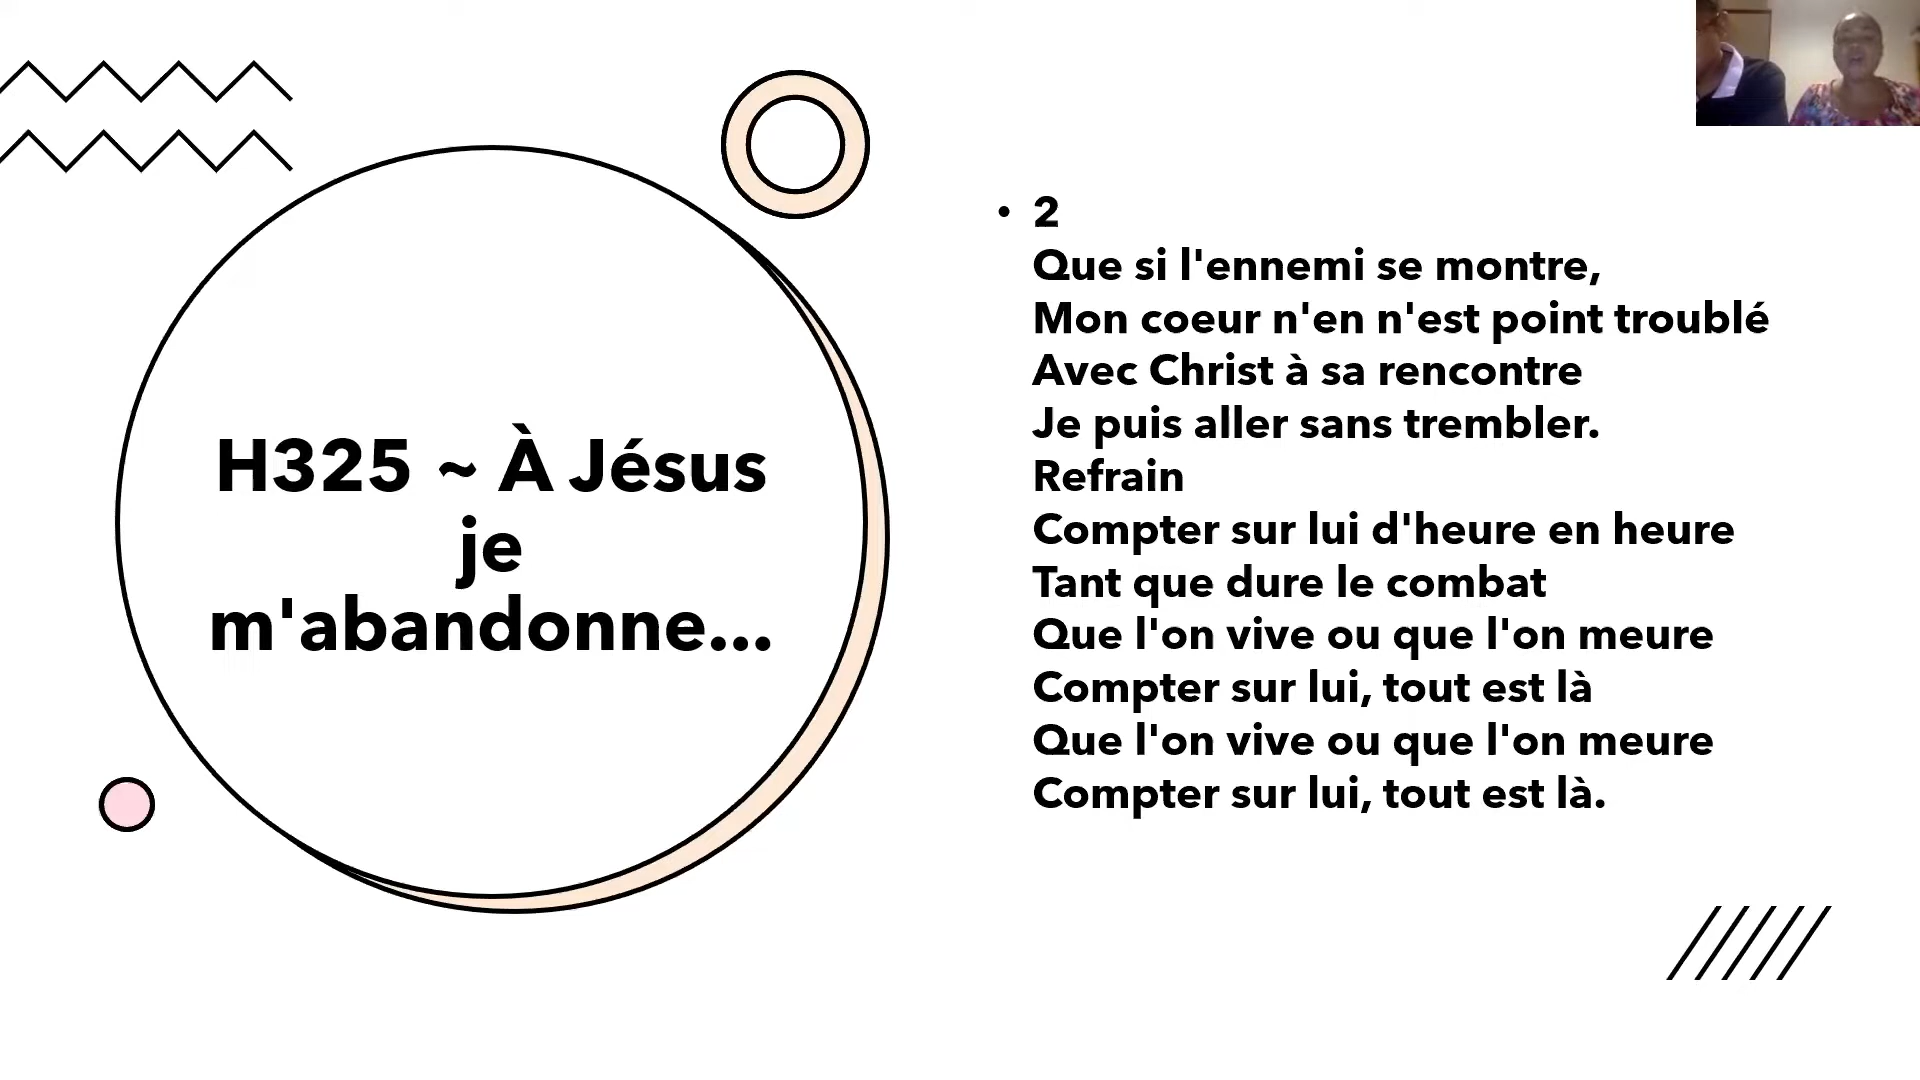 H325 ~ À Jésus
je
m'abandonne...
• 2
Que si l'ennemi se montre,
Mon coeur n'en n'est point troublé
Avec Christ à sa rencontre
Je puis aller sans trembler.
Refrain
Compter sur lui d'heure en heure
Tant que dure le combat
Que l'on vive ou que l'on meure
Compter sur lui, tout est là
Que l'on vive ou que l'on meure
Compter sur lui, tout est là.